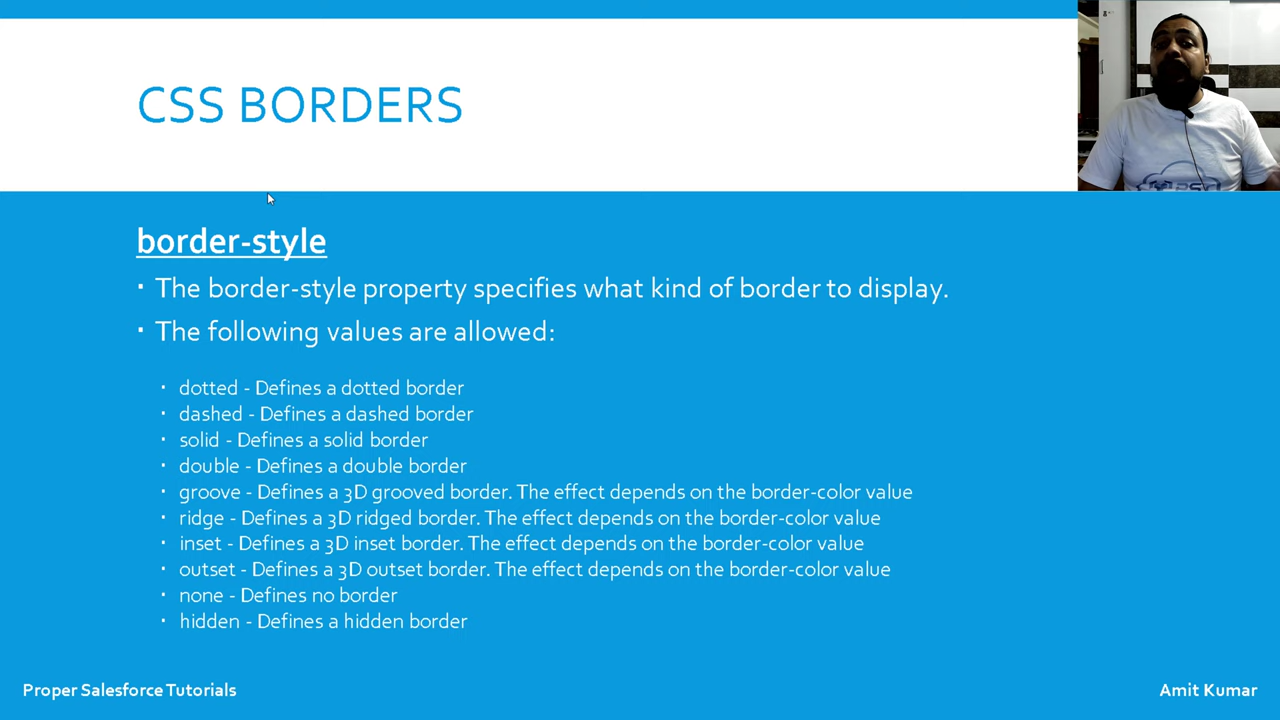 CSS BORDERS
border-style
▪ The border-style property specifies what kind of border to display.
▪ The following values are allowed:
▪ dotted - Defines a dotted border
▪ dashed - Defines a dashed border
▪ solid - Defines a solid border
▪ double - Defines a double border
▪ groove - Defines a 3D grooved border. The effect depends on the border-color value
▪ ridge - Defines a 3D ridged border. The effect depends on the border-color value
▪ inset - Defines a 3D inset border. The effect depends on the border-color value
▪ outset - Defines a 3D outset border. The effect depends on the border-color value
▪ none - Defines no border
▪ hidden - Defines a hidden border
Proper Salesforce Tutorials
Amit Kumar